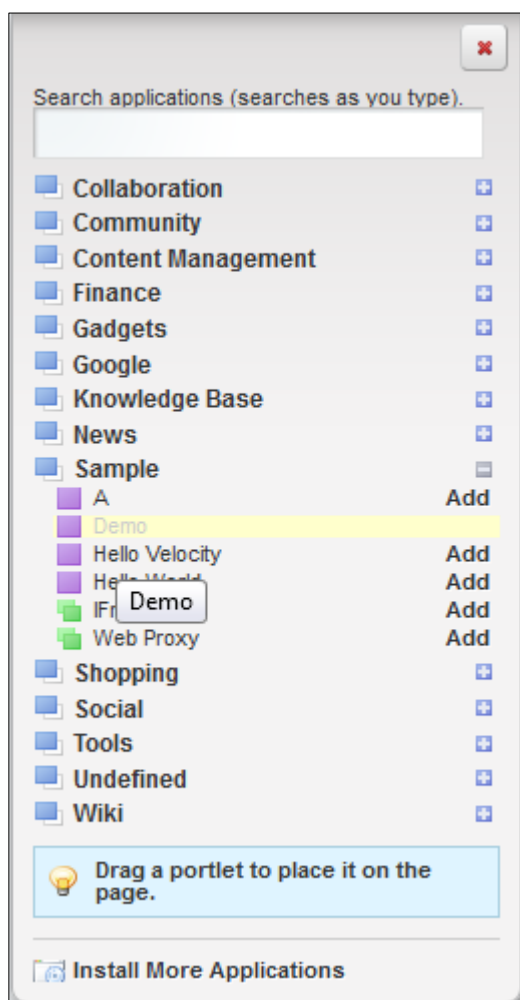 Search applications (searches as you type).
Collaboration
Community
Content Management
Finance
Gadgets
Google
Knowledge Base
News
Sample
A Add
Demo
Hello Velocity Add
Hello World Add
Demo
Add
Web Proxy Add
Shopping
Social
Tools
Undefined
Wiki
Drag a portlet to place it on the
page.
Install More Applications